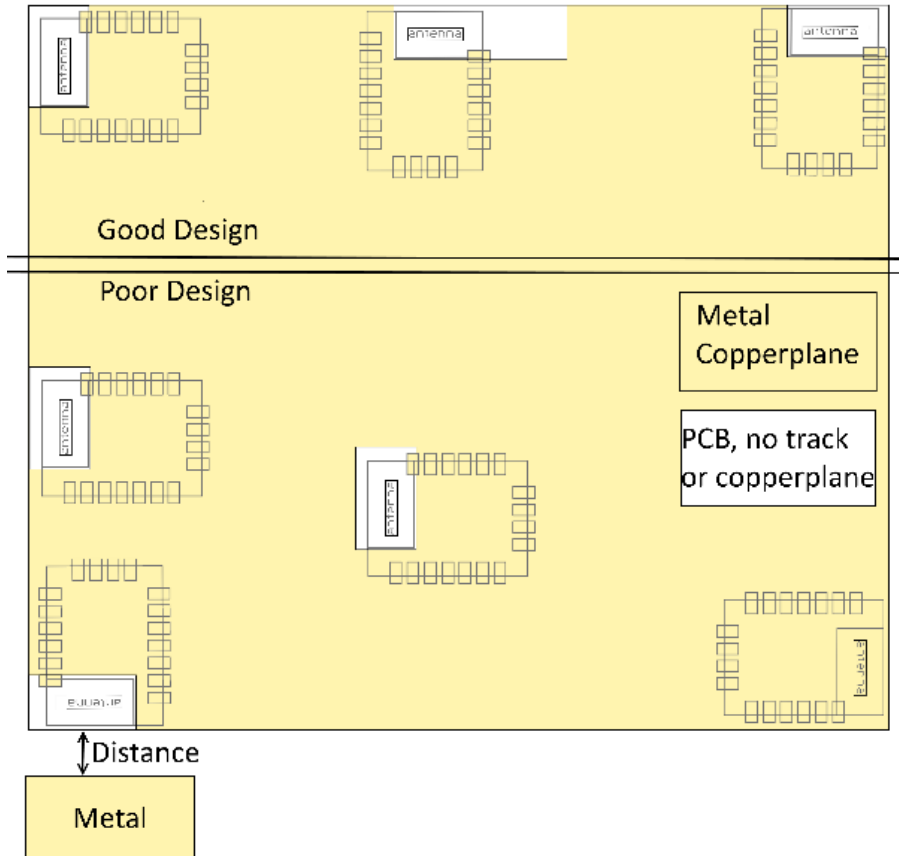 antenna
antenna
antenna
Good Design
Poor Design
Metal
Copperplane
antenna
PCB, no track
or copperplane
antenna
antenna
antenna
Distance
Metal